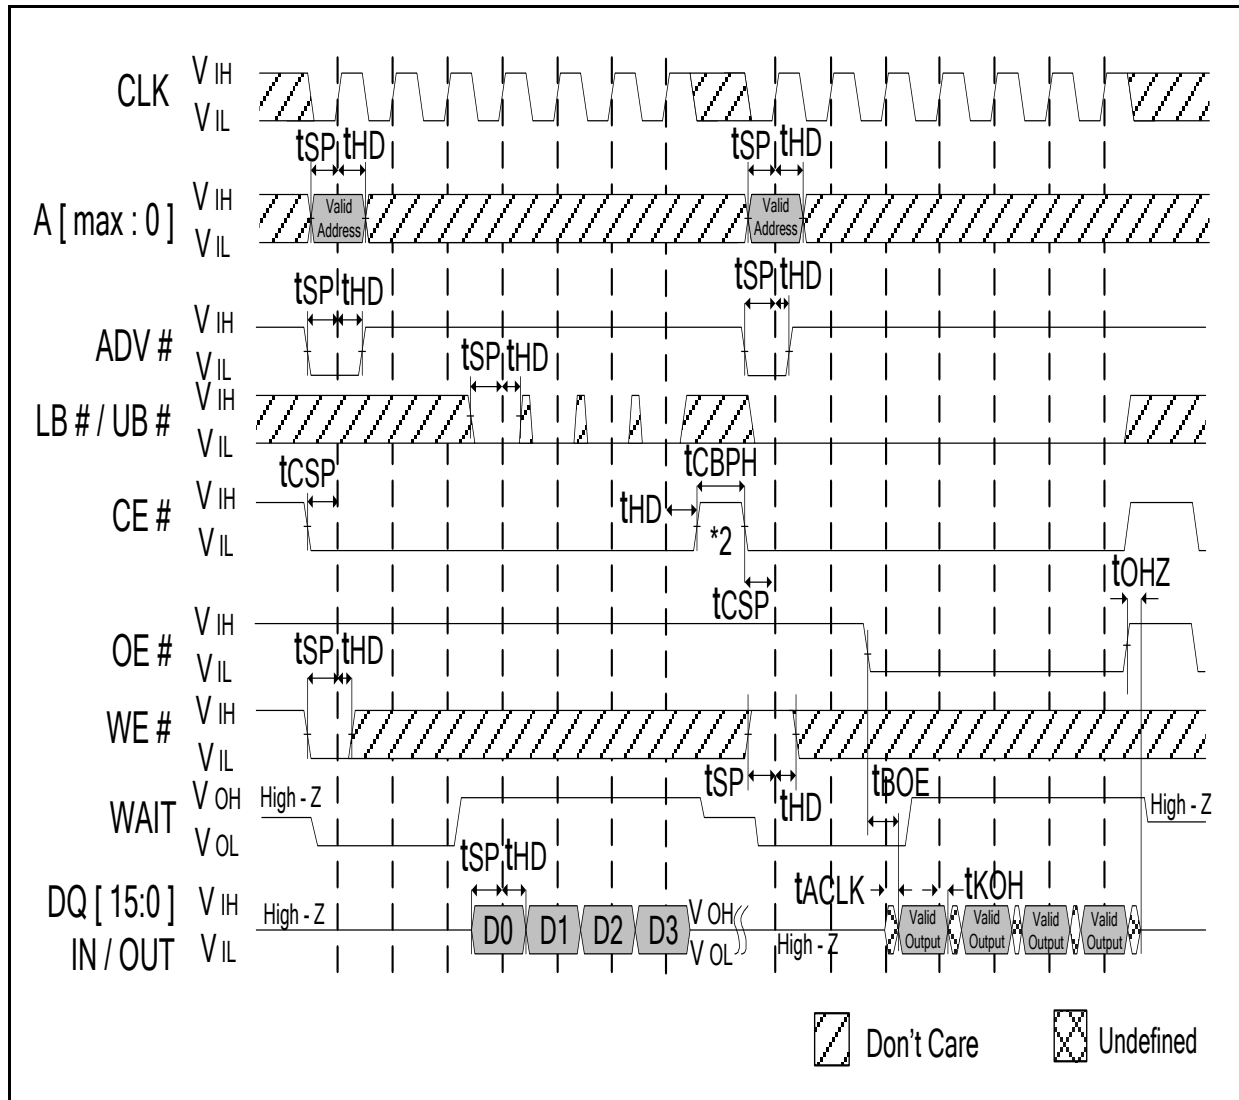 CLK V IH
V IL
tSP tHD tSP tHD
A [ max : 0 ] V IH Valid Address Valid Address
V IL
tSP tHD tSP tHD
ADV # V IH
V IL
tSP tHD
LB # / UB # V IH
V IL
tCSP tCBPH
CE # V IH tHD
V IL *2
tCSP tOHZ
OE # V IH
V IL tSP tHD
WE # V IH
V IL
tSP tHD tBOE
WAIT V OH High - Z High - Z
V OL
tSP tHD tACLK tKOH
DQ [ 15:0 ] V IH High - Z D0 D1 D2 D3 V OH Valid Output Valid Output Valid Output Valid Output
IN / OUT V IL V OL High - Z
Don't Care Undefined